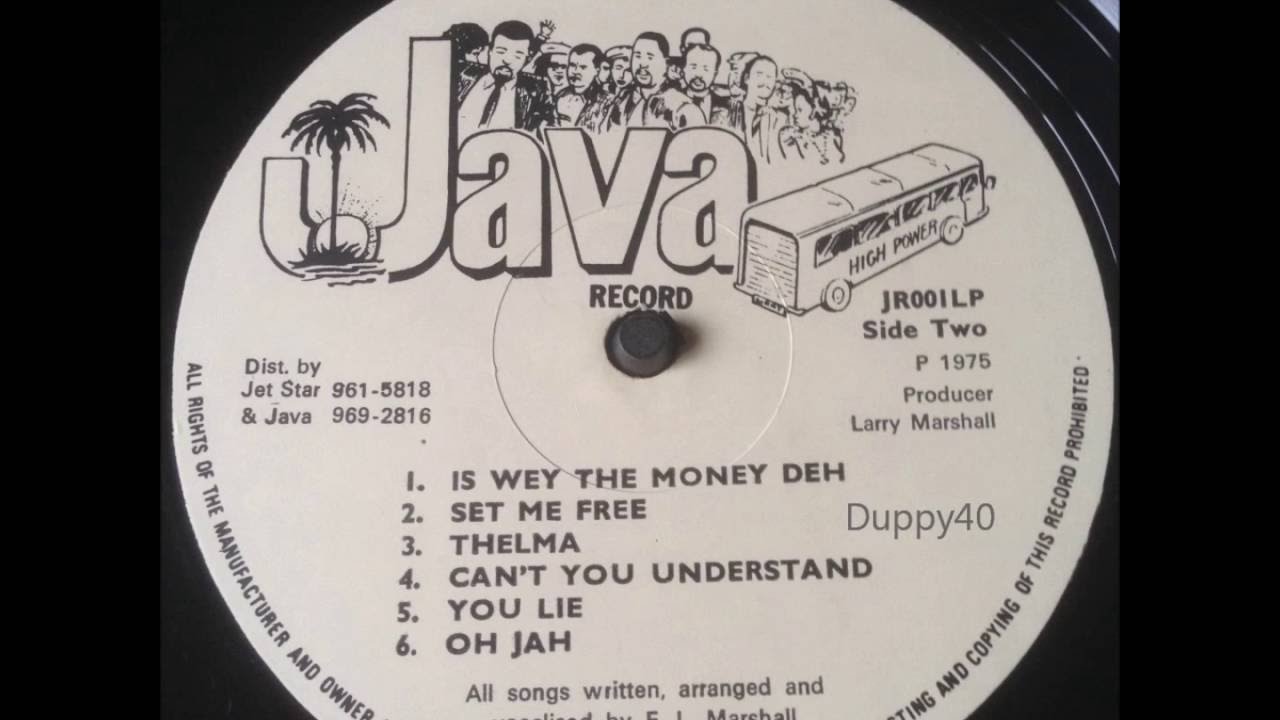 Java
RECORD
HIGH POWER
JR001LP
Side Two
P 1975
Producer
Larry Marshall
Dist. by
Jet Star 961-5818
& Java 969-2816
1. IS WEY THE MONEY DEH
2. SET ME FREE
3. THELMA
4. CAN'T YOU UNDERSTAND
5. YOU LIE
6. OH JAH
Duppy40
All songs written, arranged and
vocalised by E. L. Marshall
ALL RIGHTS OF THE MANUFACTURER AND OWNER
AND COPYING OF THIS RECORD PROHIBITED